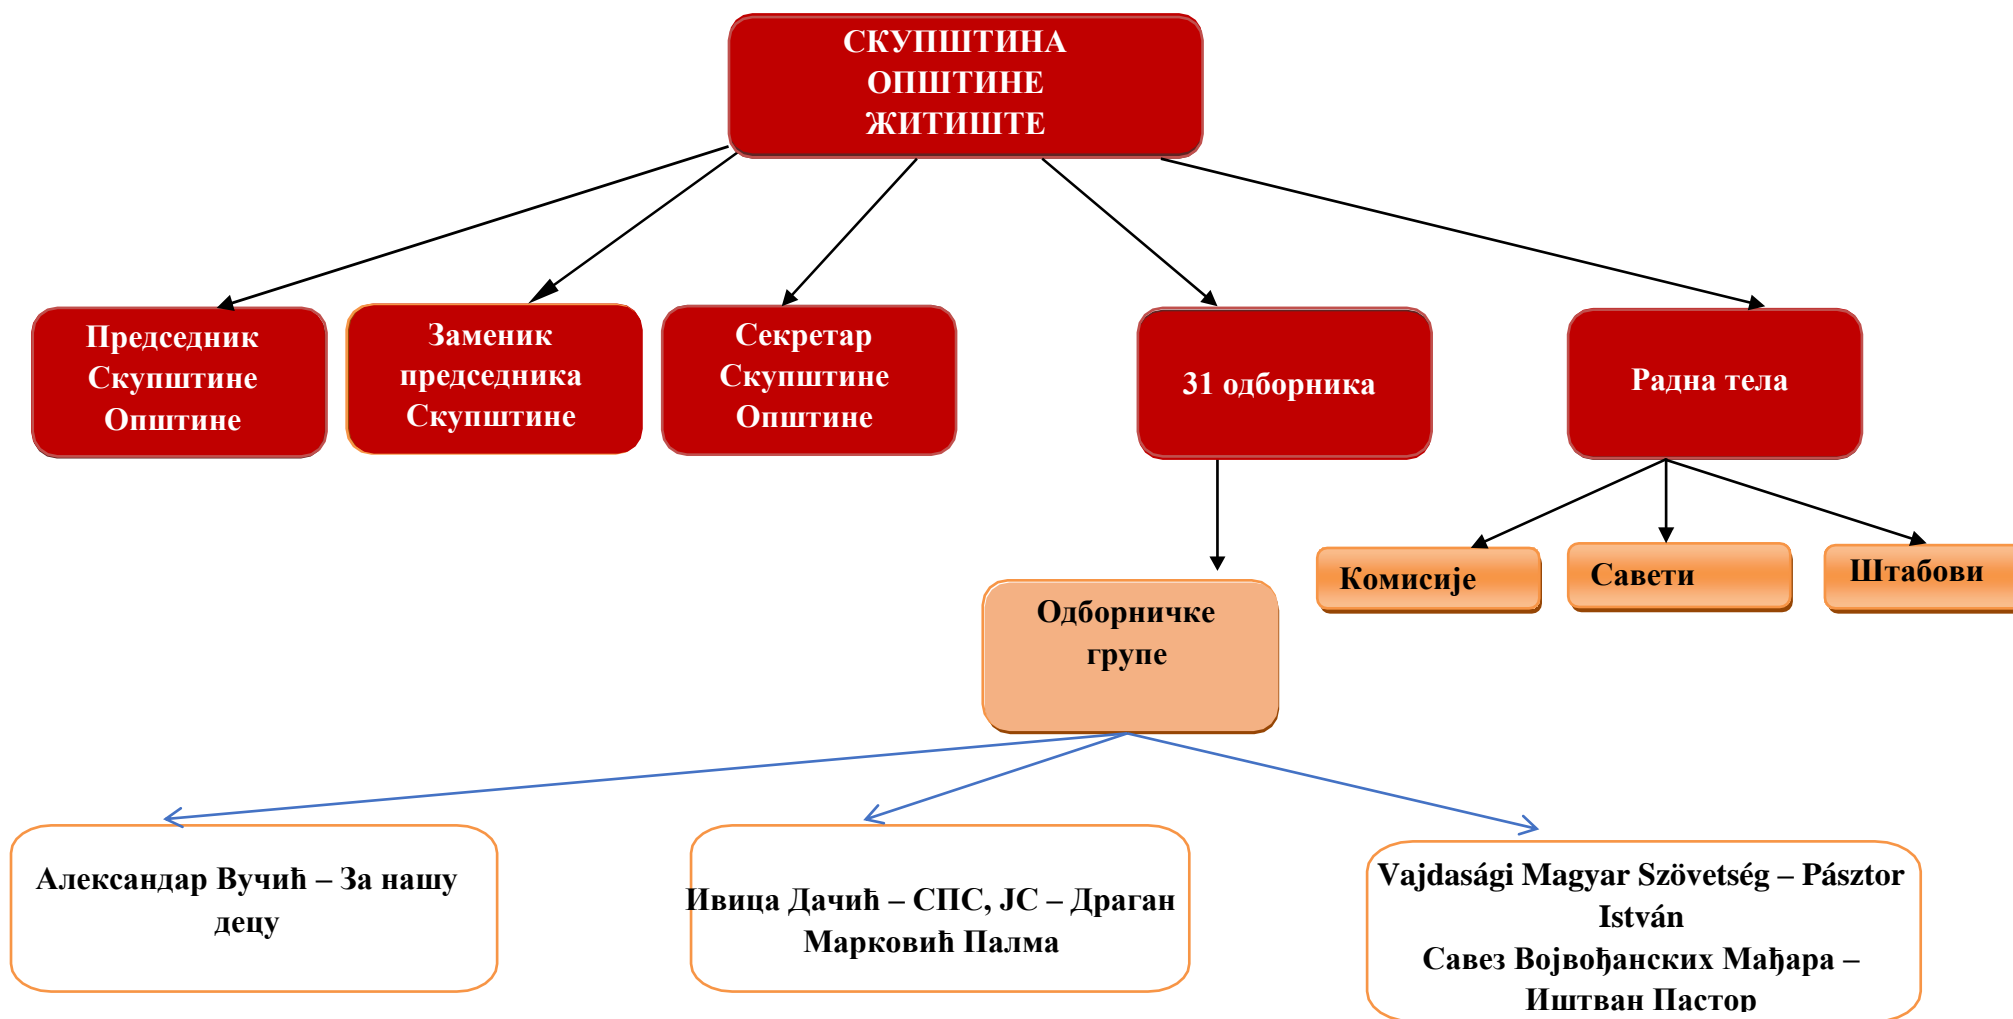 СКУПШТИНА
ОПШТИНЕ
ЖИТИШТЕ
Председник
Скупштине
Општине
Заменик
председника
Скупштине
Секретар
Скупштине
Општине
31 одборника
Радна тела
Комисије
Савети
Штабови
Одборничке
групе
Александар Вучић – За нашу
децу
Ивица Дачић – СПС, ЈС – Драган
Марковић Палма
Vajdasági Magyar Szövetség – Pásztor
István
Савез Војвођанских Мађара –
Иштван Пастор